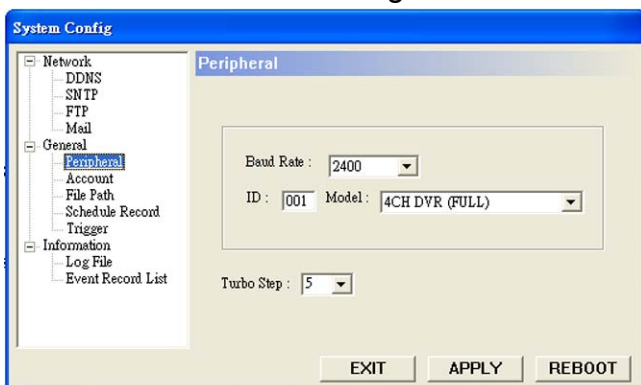 System Config
Network
DDNS
SNTP
FTP
Mail
General
Peripheral
Account
File Path
Schedule Record
Trigger
Information
Log File
Event Record List
Peripheral
Baud Rate : 2400
ID : 001 Model : 4CH DVR (FULL)
Turbo Step : 5
EXIT APPLY REBOOT